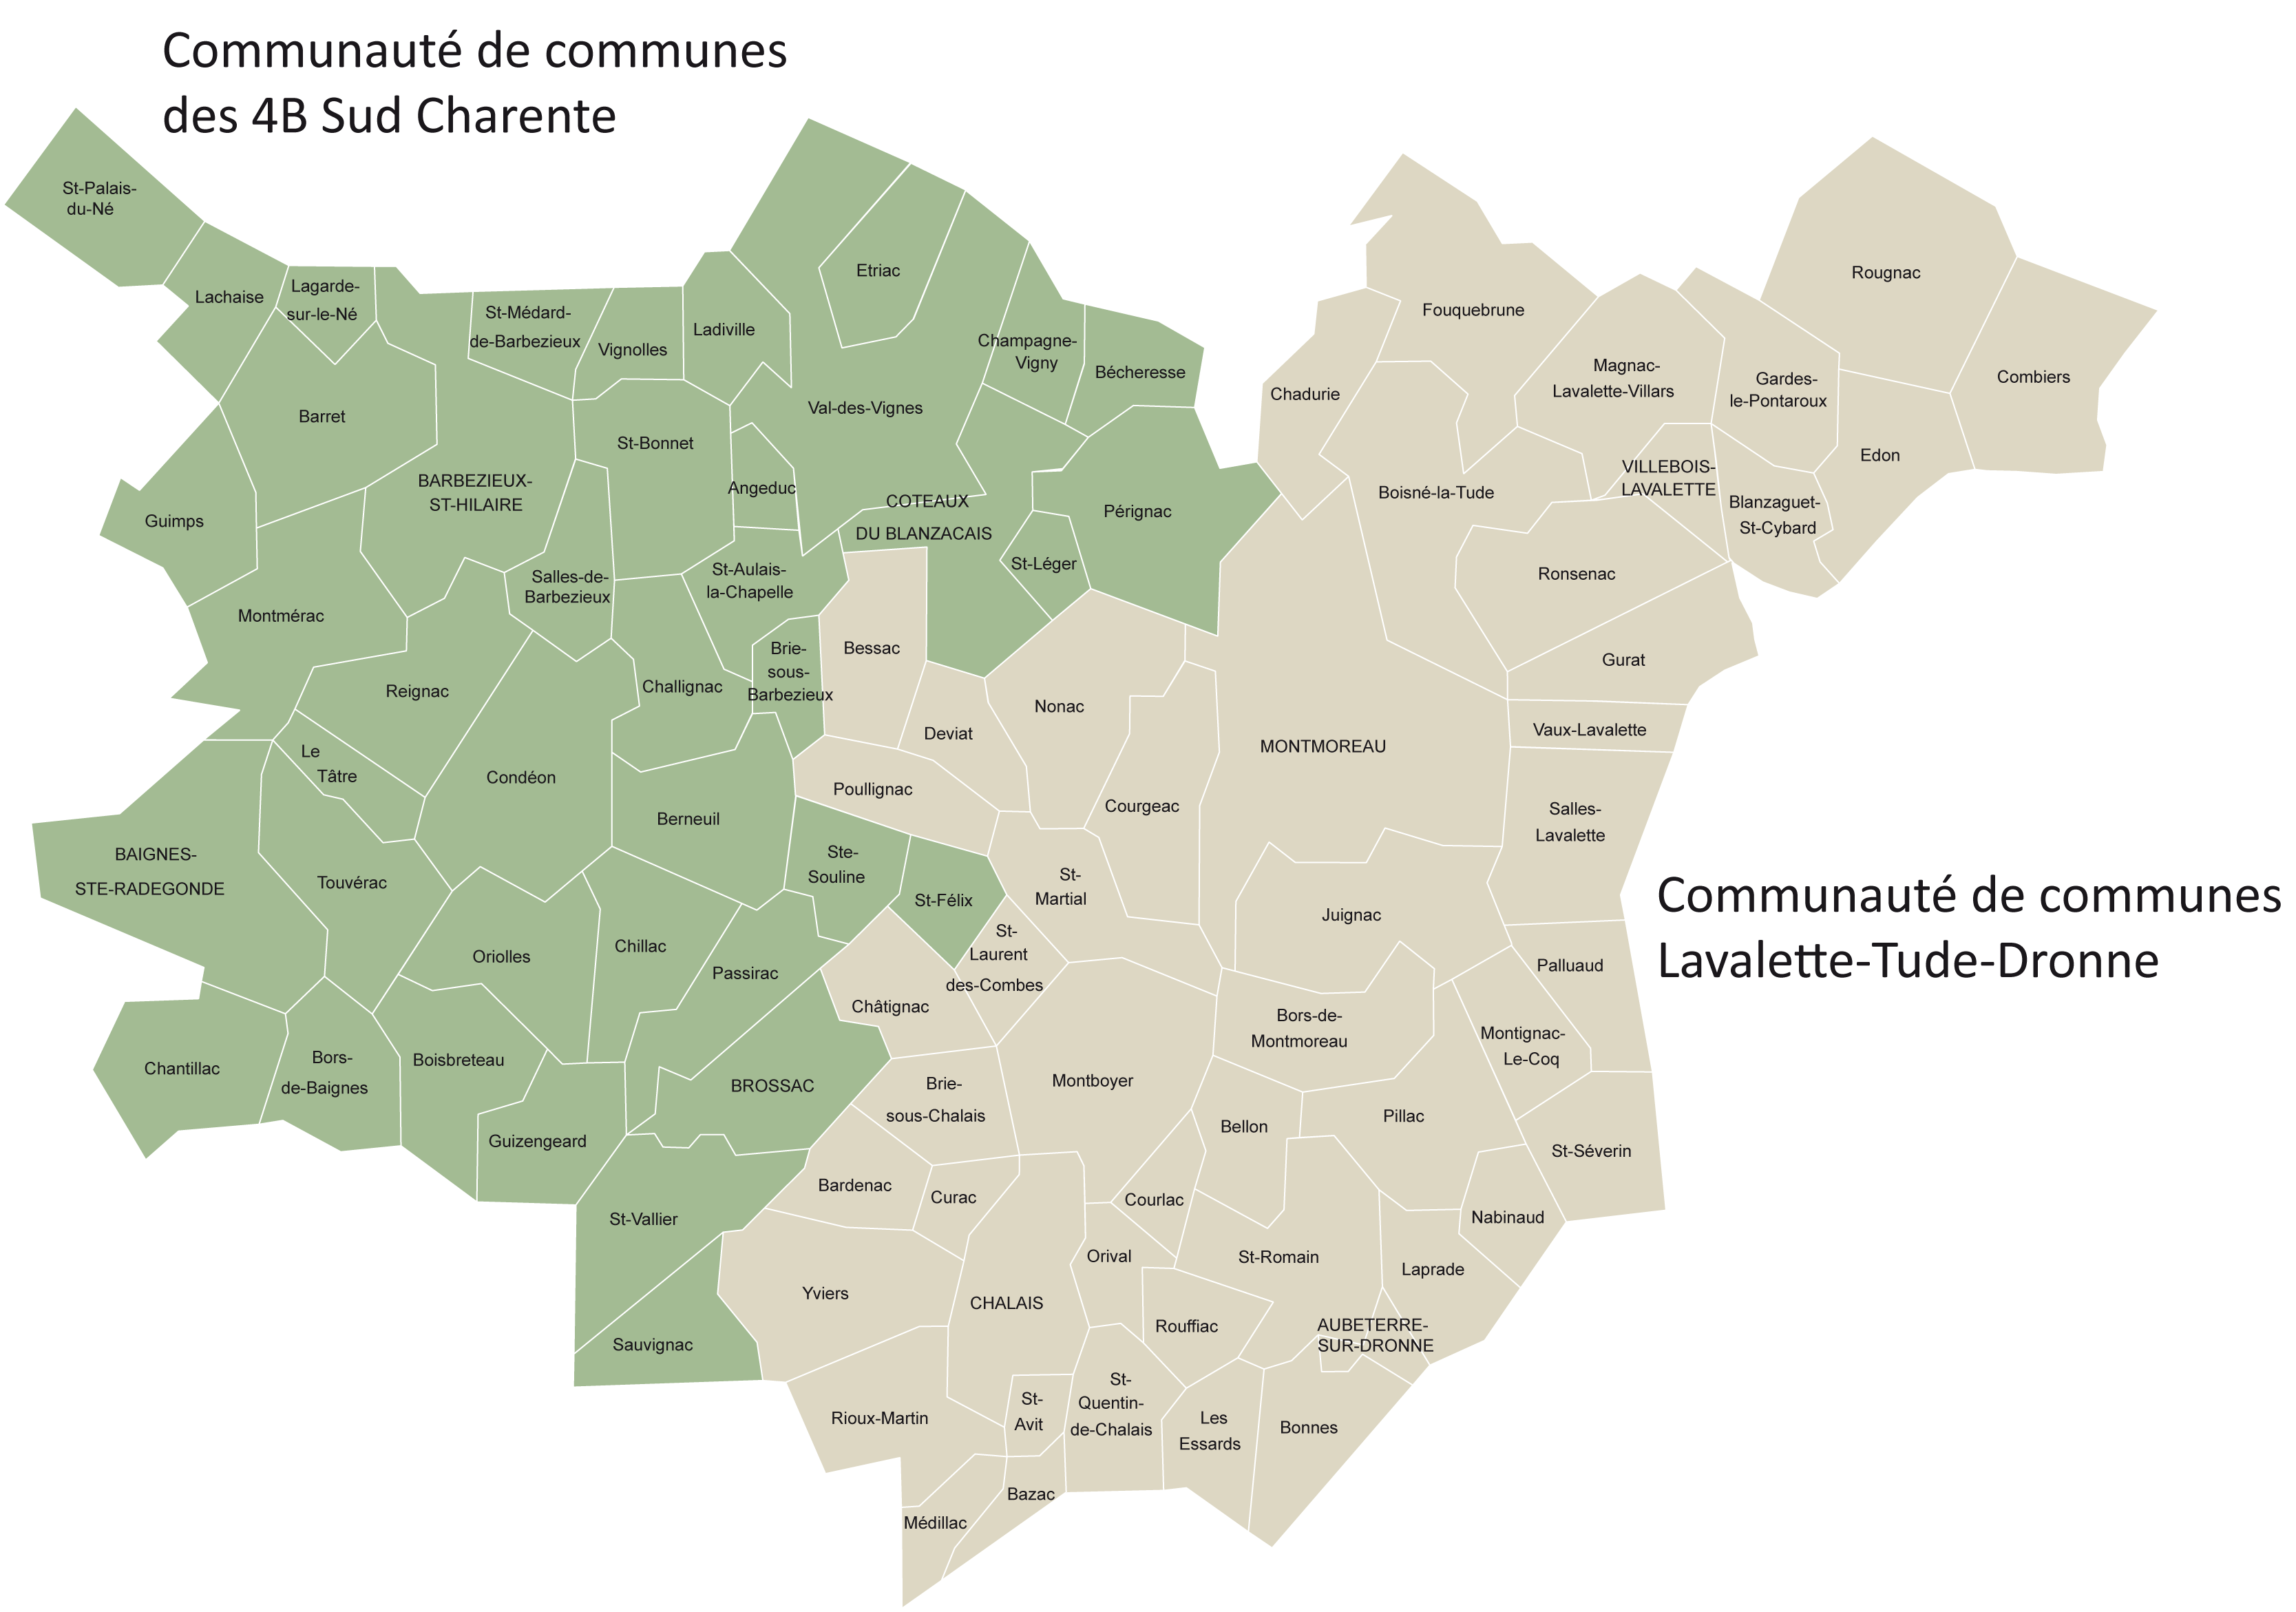 Communauté de communes
des 4B Sud Charente
St-Palais-
du-Né
Lachaise
Lagarde-
sur-le-Né
St-Médard-
de-Barbezieux
Vignolles
Ladiville
Etriac
Champagne-
Vigny
Bécheresse
Barret
St-Bonnet
Val-des-Vignes
BARBEZIEUX-
ST-HILAIRE
Angeduc
COTEAUX
DU BLANZACAIS
Pérignac
Guimps
St-Léger
Salles-de-
Barbezieux
St-Aulais-
la-Chapelle
Montmérac
Reignac
Challignac
Brie-
sous-
Barbezieux
Le
Tâtre
Condéon
Berneuil
BAIGNES-
STE-RADEGONDE
Touvérac
Ste-
Souline
St-Félix
Oriolles
Chillac
Passirac
Chantillac
Bors-
de-Baignes
Boisbreteau
Guizengeard
BROSSAC
St-Vallier
Sauvignac
Rougnac
Combiers
Fouquebrune
Chadurie
Magnac-
Lavalette-Villars
Gardes-
le-Pontaroux
Edon
Boisné-la-Tude
VILLEBOIS-
LAVALETTE
Blanzaguet-
St-Cybard
Ronsenac
Gurat
Vaux-Lavalette
Bessac
Deviat
Nonac
MONTMOREAU
Poullignac
Courgeac
Salles-
Lavalette
Communauté de communes
Lavalette-Tude-Dronne
St-
Martial
Juignac
St-
Laurent
des-Combes
Palluaud
Châtignac
Bors-de-
Montmoreau
Montignac-
Le-Coq
Brie-
sous-Chalais
Montboyer
Bellon
Pillac
St-Séverin
Bardenac
Curac
Courlac
Nabinaud
Orival
St-Romain
Laprade
Yviers
CHALAIS
Rouffiac
AUBETERRE-
SUR-DRONNE
Rioux-Martin
St-
Avit
St-
Quentin-
de-Chalais
Les
Essards
Bonnes
Bazac
Médillac